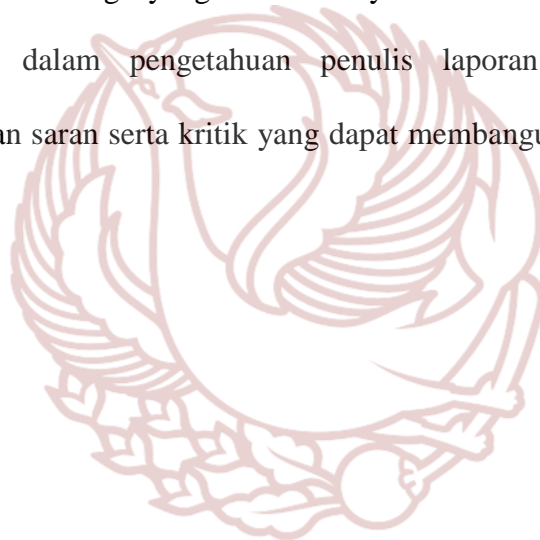 dalam pengetahuan penulis laporan
an saran serta kritik yang dapat membangu